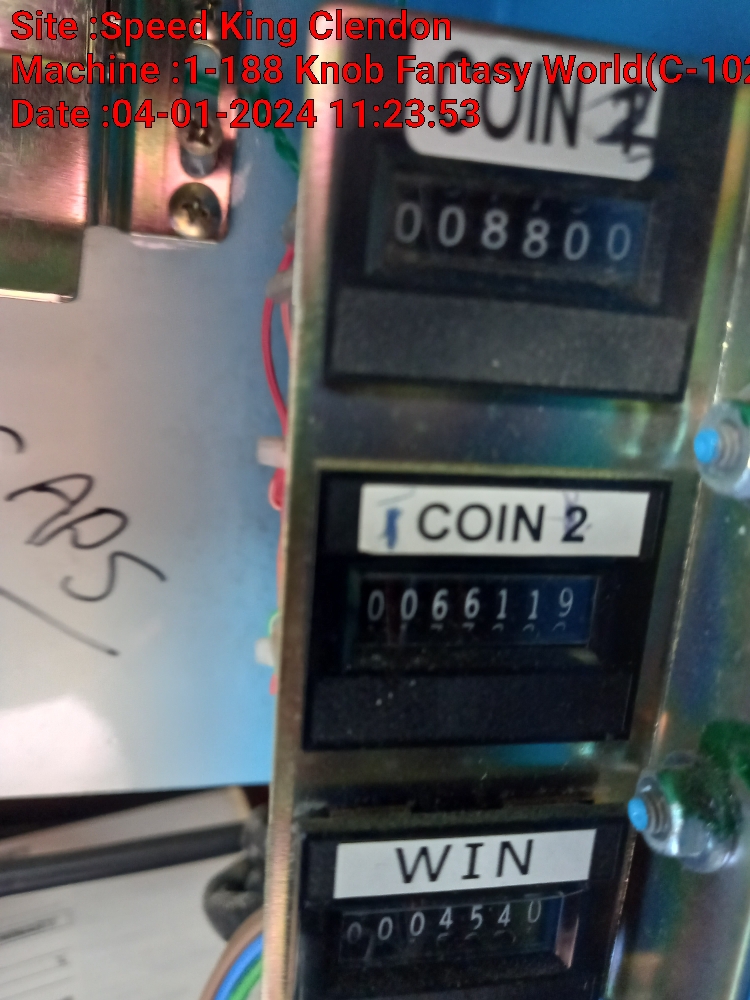 Site :Speed King Clendon
Machine :1-188 Knob Fantasy World(C-102
Date :04-01-2024 11:23:53
COIN
008800
COIN 2
0066119
WIN
0004540
CAPS